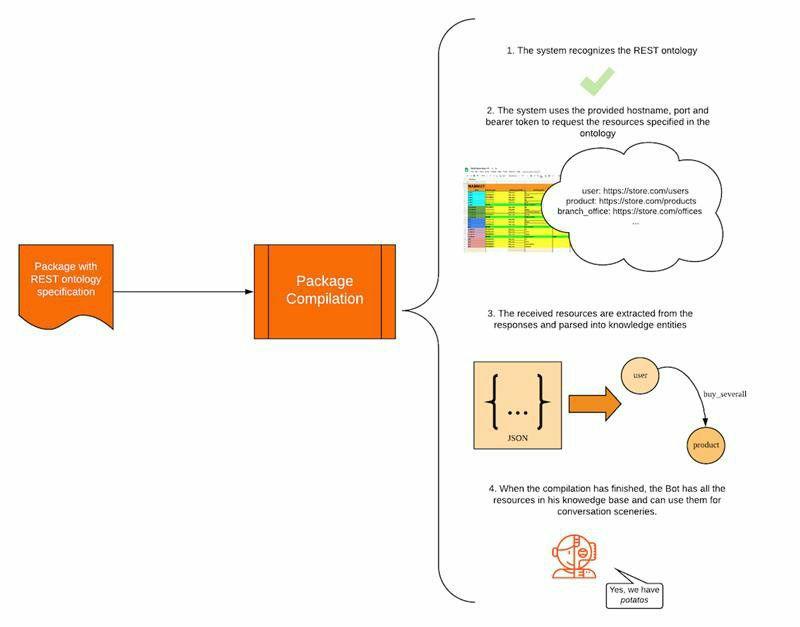 1. The system recognizes the REST ontology
2. The system uses the provided hostname, port and
bearer token to request the resources specified in the
ontology
user: https://store.com/users
product: https://store.com/products
branch_office: https://store.com/offices
...
Package with
REST ontology
specification
Package
Compilation
3. The received resources are extracted from the
responses and parsed into knowledge entities
{...}
JSON
user
buy_severall
product
4. When the compilation has finished, the Bot has all the
resources in his knowedge base and can use them for
conversation sceneries.
Yes, we have
potatos